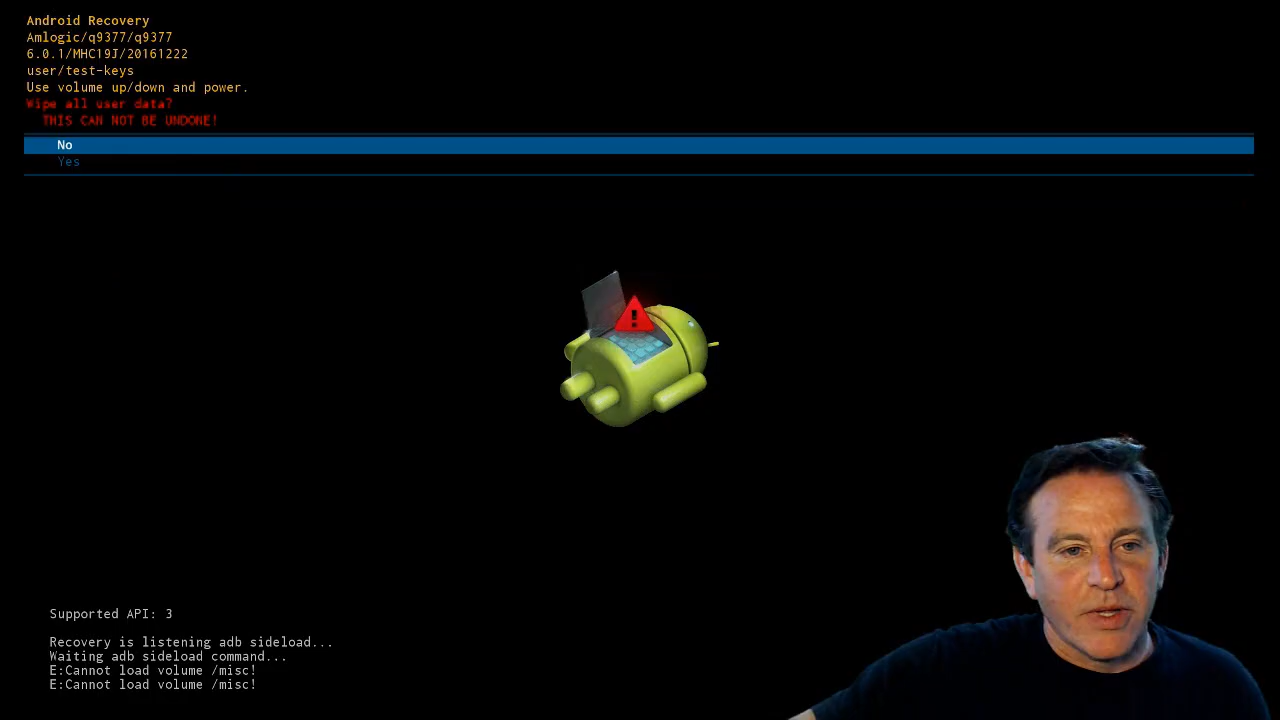 Android Recovery
Amlogic/q9377/q9377
6.0.1/MHC19J/20161222
user/test-keys
Use volume up/down and power.
Wipe all user data?
THIS CAN NOT BE UNDONE!
No
Yes
Supported API: 3
Recovery is listening adb sideload...
Waiting adb sideload command...
E:Cannot load volume /misc!
E:Cannot load volume /misc!